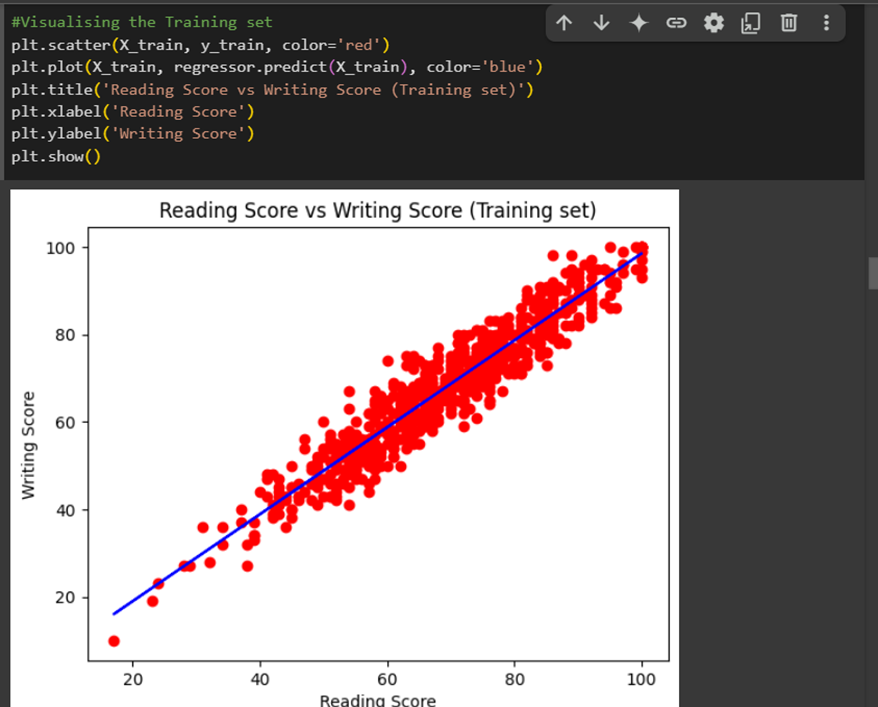 #Visualising the Training set
plt.scatter(X_train, y_train, color='red')
plt.plot(X_train, regressor.predict(X_train), color='blue')
plt.title('Reading Score vs Writing Score (Training set)')
plt.xlabel('Reading Score')
plt.ylabel('Writing Score')
plt.show()
Reading Score vs Writing Score (Training set)
100
80
60
40
20
Writing Score
20 40 60 80 100
Reading Score